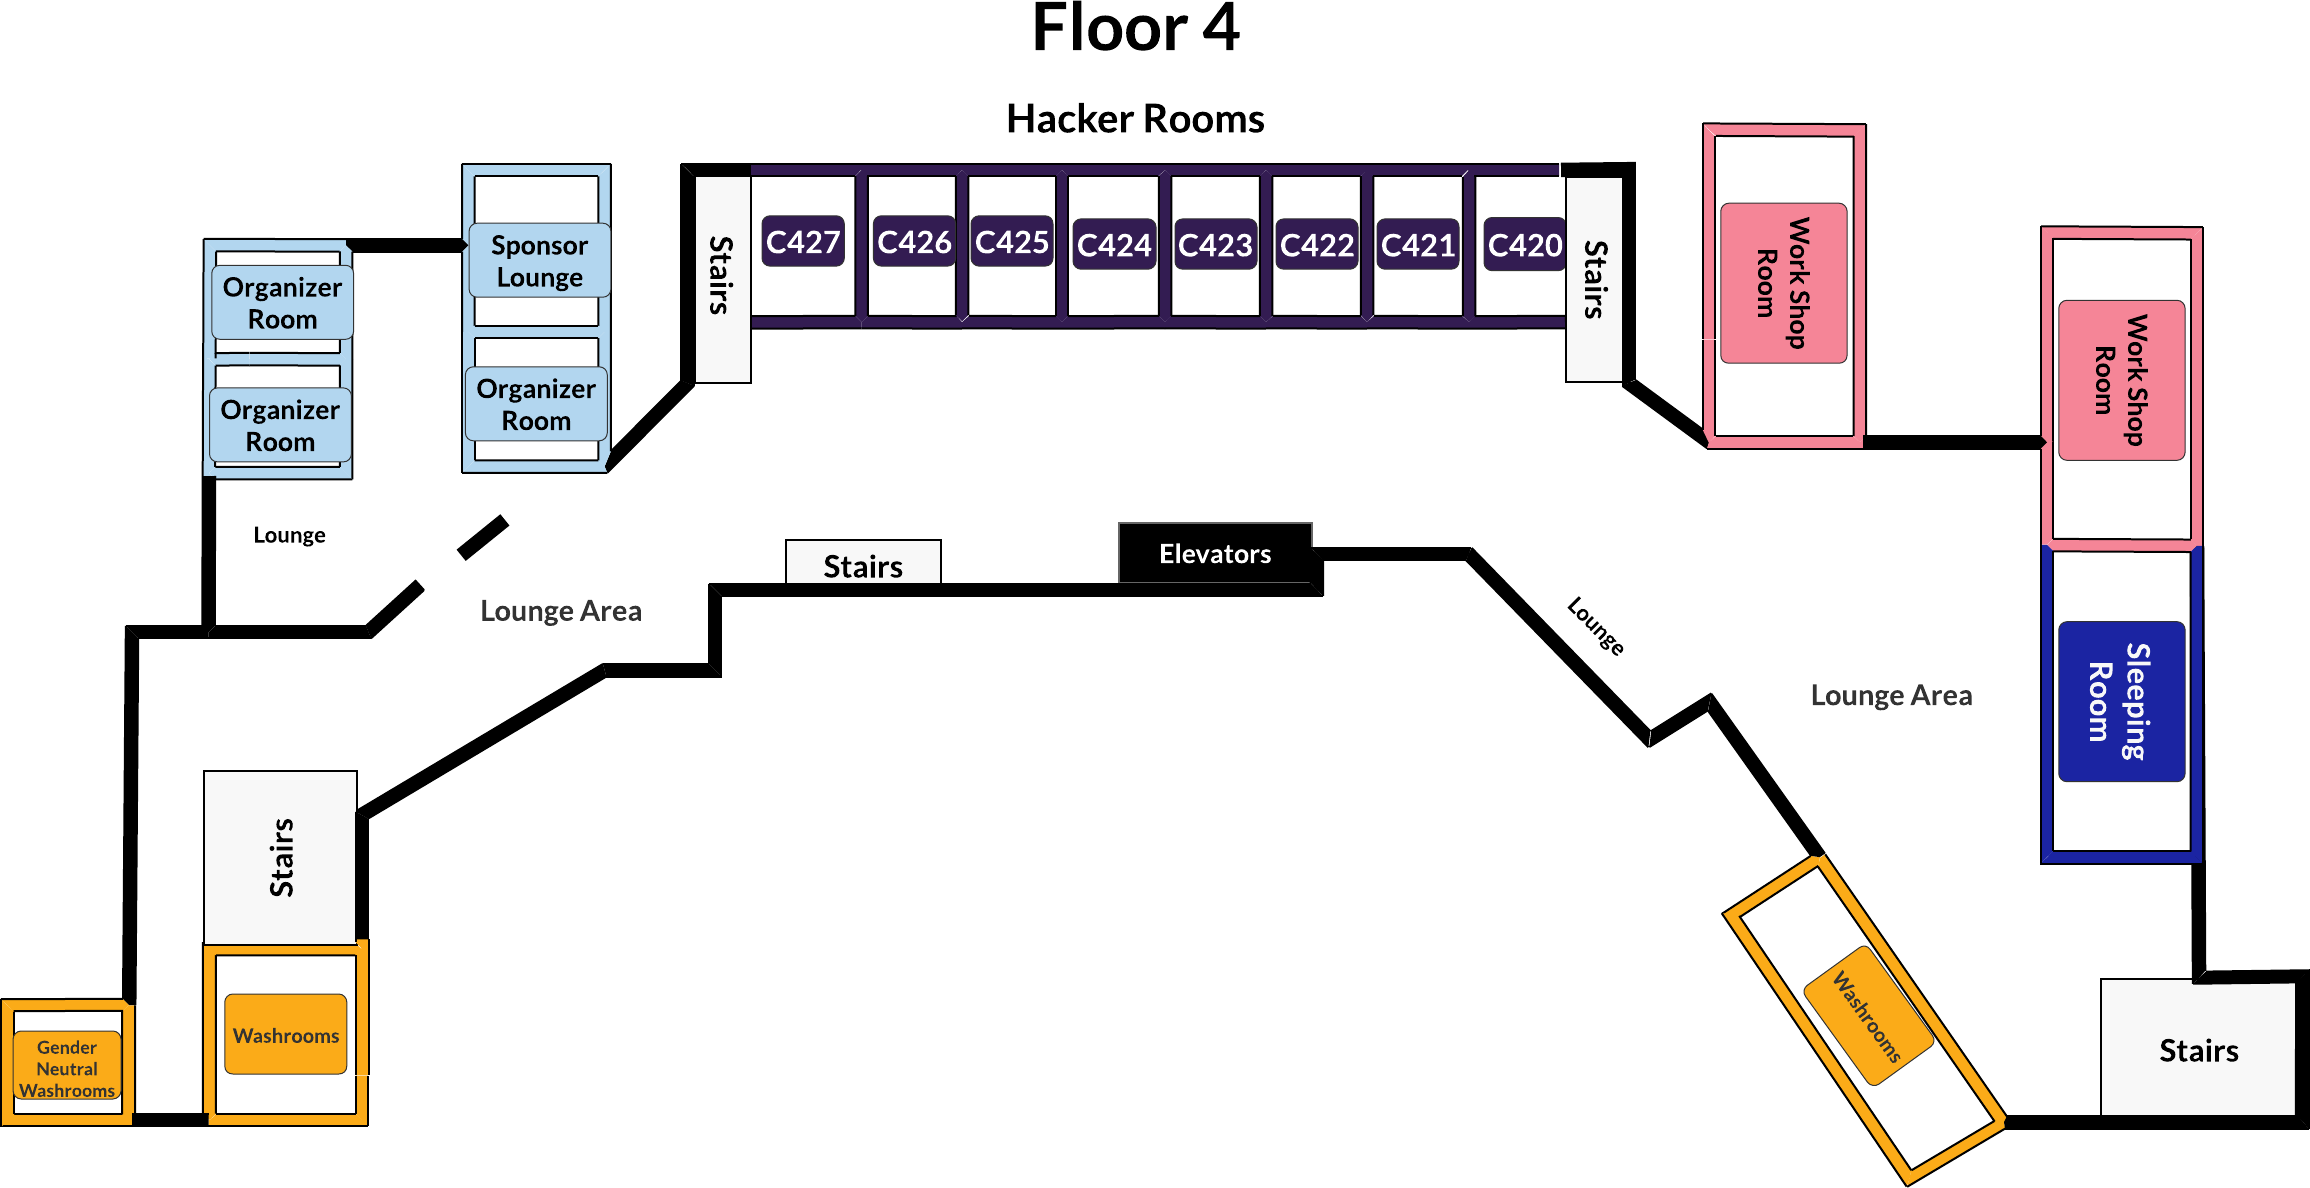 Floor 4
Hacker Rooms
Sponsor
Lounge
Organizer
Room
Organizer
Room
Organizer
Room
Stairs
C427
C426
C425
C424
C423
C422
C421
C420
Stairs
Work Shop
Room
Work Shop
Room
Lounge
Lounge Area
Stairs
Elevators
Lounge
Lounge Area
Sleeping
Room
Stairs
Washrooms
Gender
Neutral
Washrooms
Washrooms
Stairs